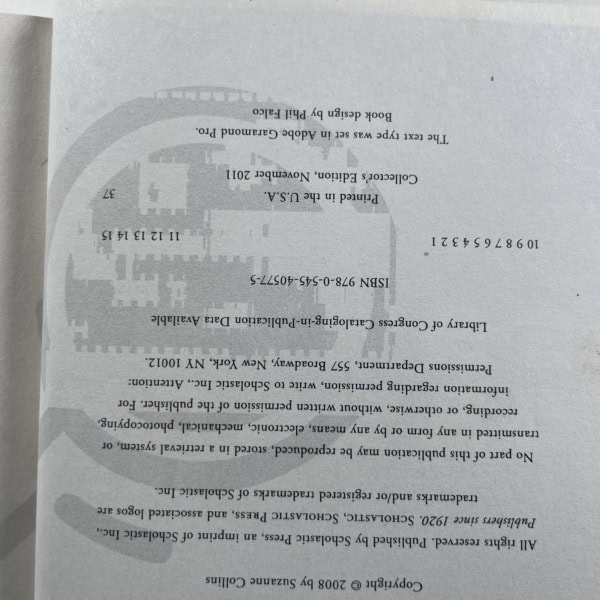 Copyright © 2008 by Suzanne Collins
All rights reserved. Published by Scholastic Press, an imprint of Scholastic Inc.,
Publishers since 1920. SCHOLASTIC, SCHOLASTIC PRESS, and associated logos are
trademarks and/or registered trademarks of Scholastic Inc.
No part of this publication may be reproduced, stored in a retrieval system, or
transmitted in any form or by any means, electronic, mechanical, photocopying,
recording, or otherwise, without written permission of the publisher. For
information regarding permission, write to Scholastic Inc., Attention:
Permissions Department, 557 Broadway, New York, NY 10012.
Library of Congress Cataloging-in-Publication Data Available
ISBN 978-0-545-40577-5
10 9 8 7 6 5 4 3 2 1 11 12 13 14 15
Printed in the U.S.A. 37
Collector's Edition, November 2011
The text type was set in Adobe Garamond Pro.
Book design by Phil Falco